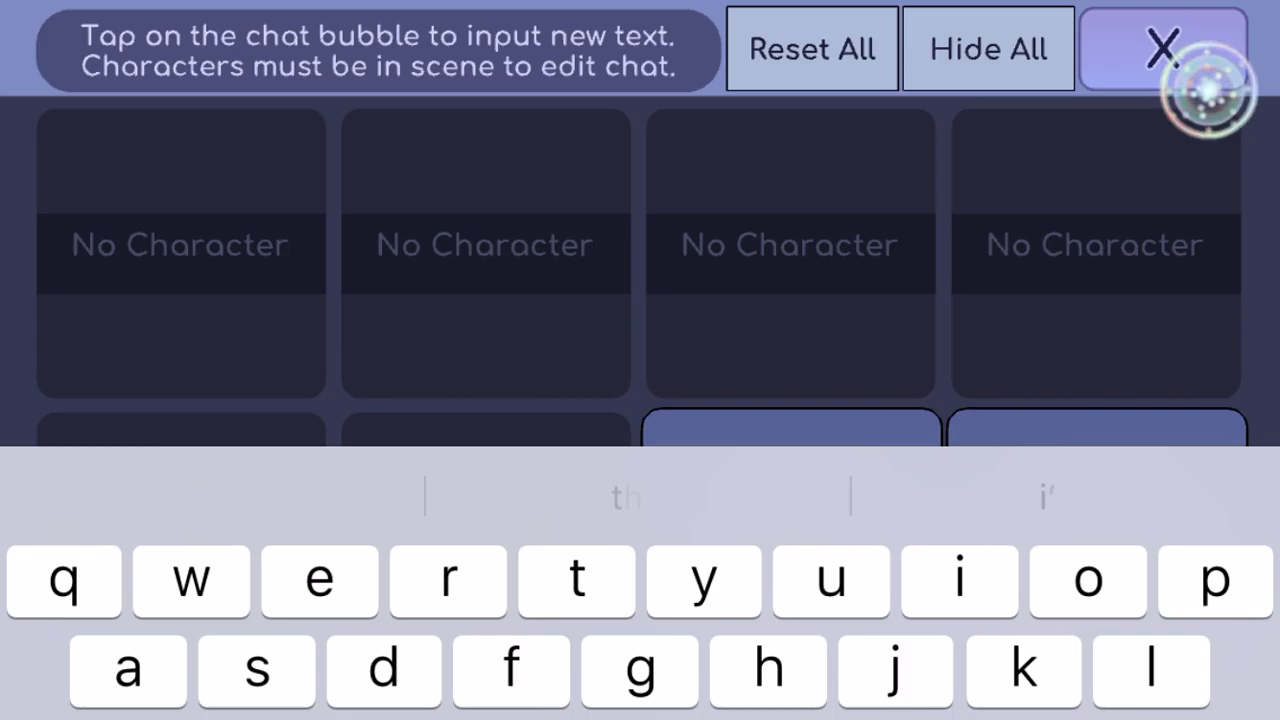 Tap on the chat bubble to input new text.
Characters must be in scene to edit chat.
Reset All
Hide All
X
No Character No Character No Character No Character
th i'
q w e r t y u i o p
a s d f g h j k l